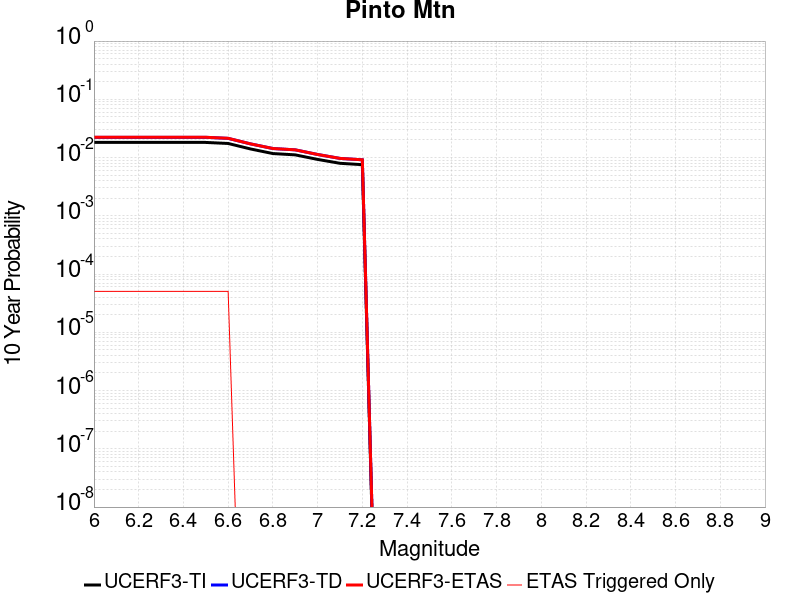 Pinto Mtn
10 Year Probability
10^0
10^-1
10^-2
10^-3
10^-4
10^-5
10^-6
10^-7
10^-8
6 6.2 6.4 6.6 6.8 7 7.2 7.4 7.6 7.8 8 8.2 8.4 8.6 8.8 9
Magnitude
UCERF3-TI UCERF3-TD UCERF3-ETAS ETAS Triggered Only